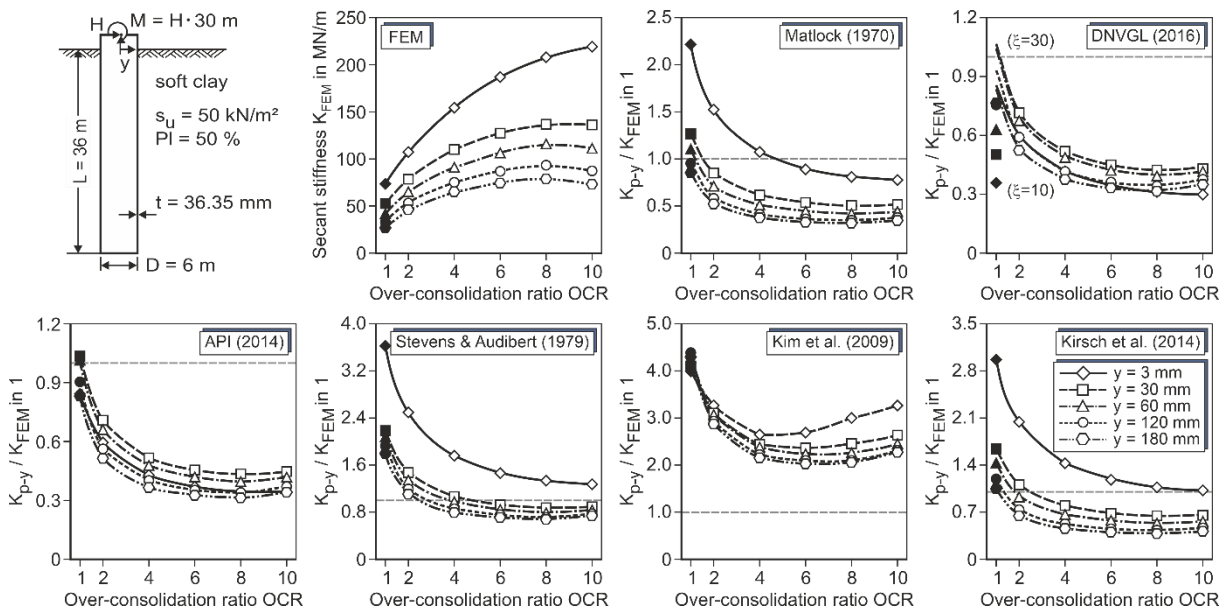 H
M = H·30 m
y
soft clay
s_u = 50 kN/m²
PI = 50 %
L = 36 m
t = 36.35 mm
D = 6 m
FEM
Secant stiffness K_FEM in MN/m
250
200
150
100
50
0
1 2 4 6 8 10
Over-consolidation ratio OCR
Matlock (1970)
K_p-y / K_FEM in 1
2.5
2.0
1.5
1.0
0.5
0
1 2 4 6 8 10
Over-consolidation ratio OCR
DNVGL (2016)
(ξ=30)
(ξ=10)
K_p-y / K_FEM in 1
1.2
0.9
0.6
0.3
0
1 2 4 6 8 10
Over-consolidation ratio OCR
API (2014)
K_p-y / K_FEM in 1
1.2
0.9
0.6
0.3
0
1 2 4 6 8 10
Over-consolidation ratio OCR
Stevens & Audibert (1979)
K_p-y / K_FEM in 1
4.0
3.2
2.4
1.6
0.8
0
1 2 4 6 8 10
Over-consolidation ratio OCR
Kim et al. (2009)
K_p-y / K_FEM in 1
5.0
4.0
3.0
2.0
1.0
0
1 2 4 6 8 10
Over-consolidation ratio OCR
Kirsch et al. (2014)
y = 3 mm
y = 30 mm
y = 60 mm
y = 120 mm
y = 180 mm
K_p-y / K_FEM in 1
3.5
2.8
2.1
1.4
0.7
0
1 2 4 6 8 10
Over-consolidation ratio OCR